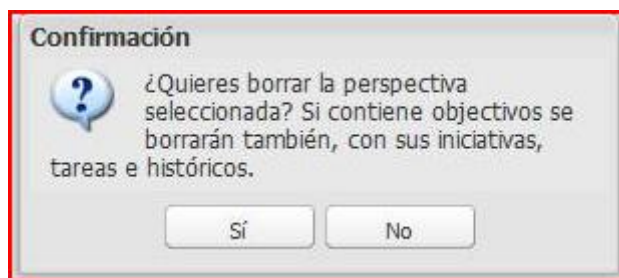 Confirmación
¿Quieres borrar la perspectiva
seleccionada? Si contiene objectivos se
borrarán también, con sus iniciativas,
tareas e históricos.
Sí
No